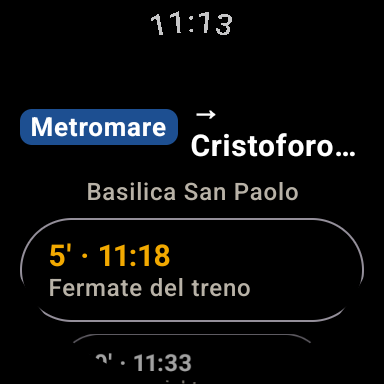 11:13
Metromare →
Cristoforo…
Basilica San Paolo
5' · 11:18
Fermate del treno
' · 11:33